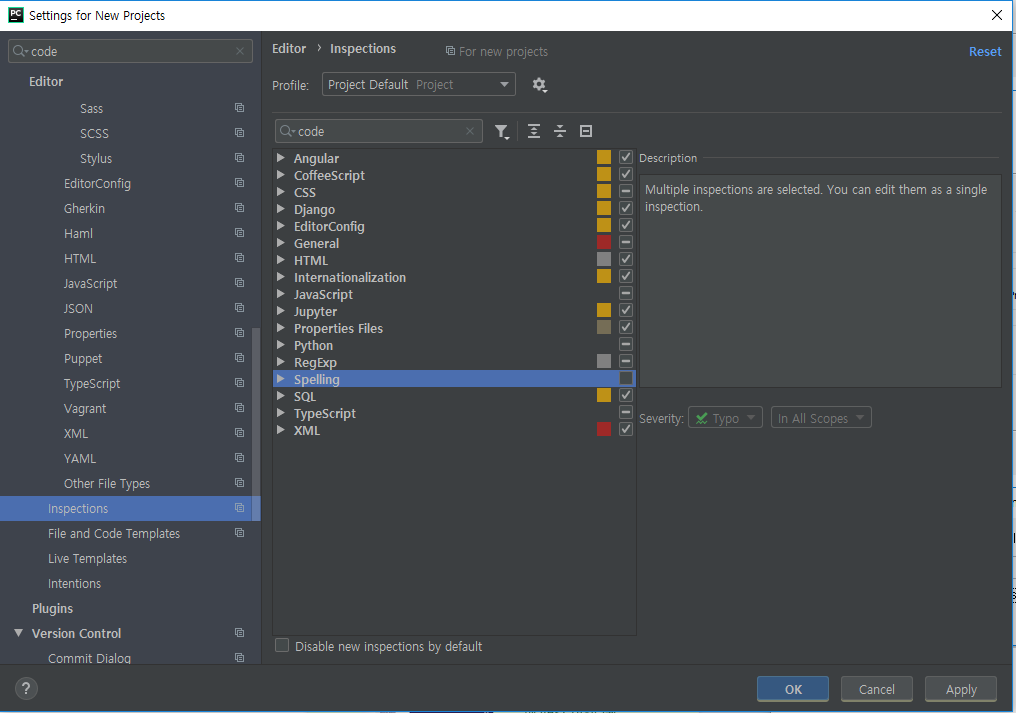 PC
Settings for New Projects
code
Editor
Sass
SCSS
Stylus
EditorConfig
Gherkin
Haml
HTML
JavaScript
JSON
Properties
Puppet
TypeScript
Vagrant
XML
YAML
Other File Types
Inspections
File and Code Templates
Live Templates
Intentions
Plugins
Version Control
Commit Dialog
Editor › Inspections
For new projects
Reset
Profile: Project Default Project
code
Angular
CoffeeScript
CSS
Django
EditorConfig
General
HTML
Internationalization
JavaScript
Jupyter
Properties Files
Python
RegExp
Spelling
SQL
TypeScript
XML
Description
Multiple inspections are selected. You can edit them as a single
inspection.
Severity: Typo In All Scopes
Disable new inspections by default
?
OK
Cancel
Apply